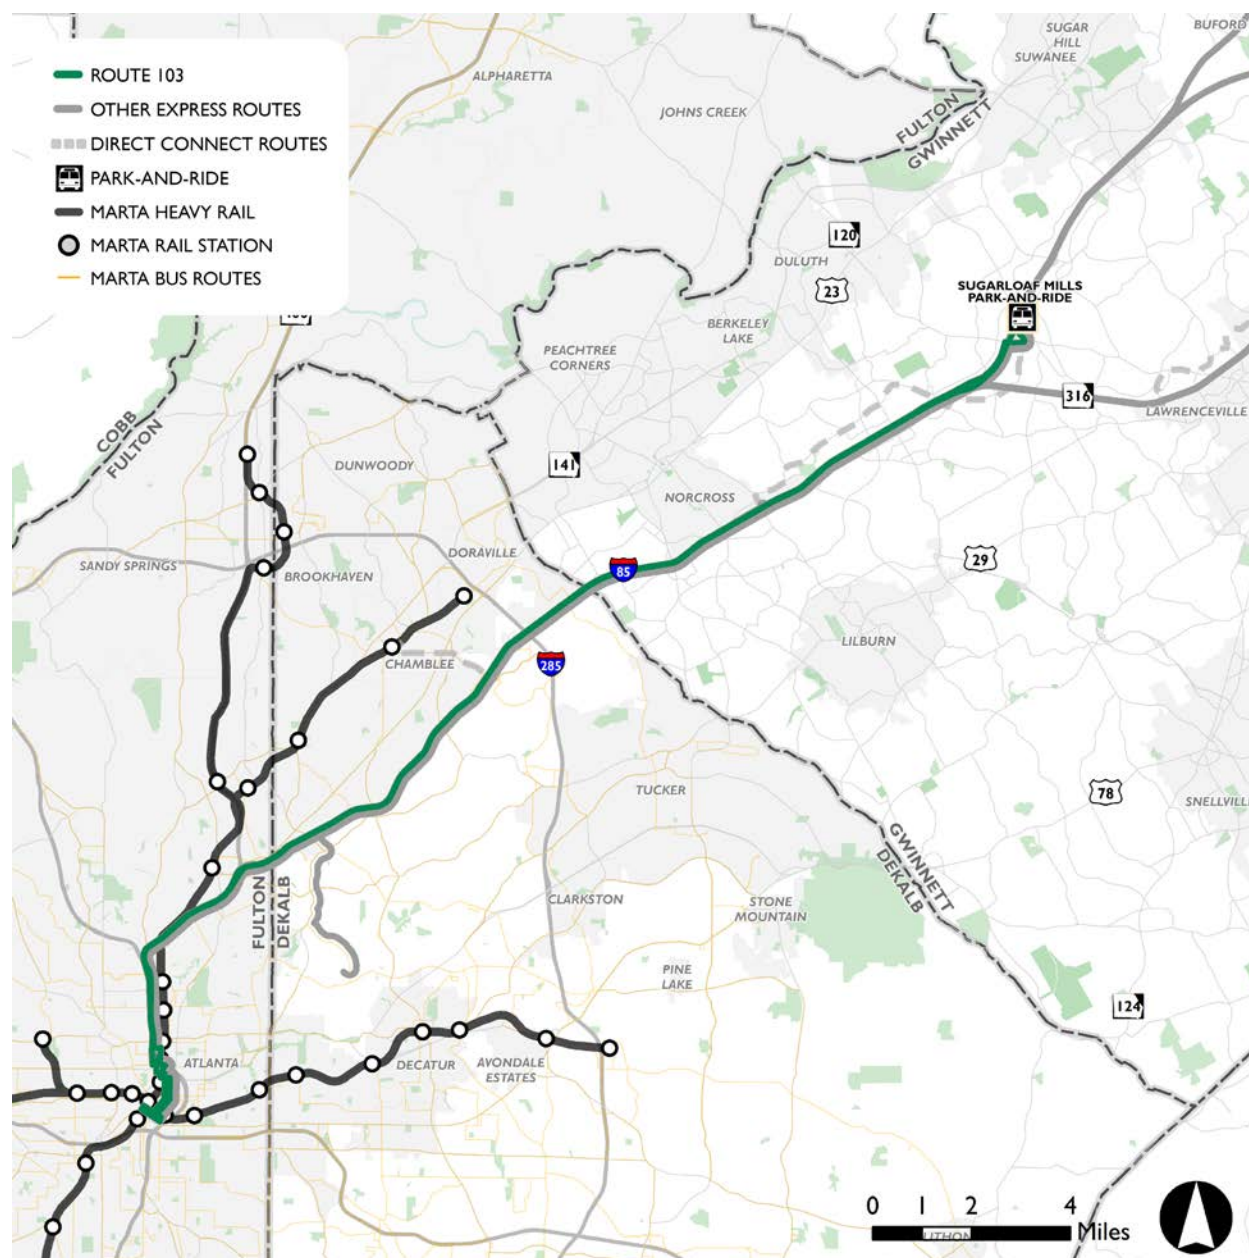 ROUTE 103
OTHER EXPRESS ROUTES
DIRECT CONNECT ROUTES
PARK-AND-RIDE
MARTA HEAVY RAIL
MARTA RAIL STATION
MARTA BUS ROUTES
BUFORD
SUGAR
HILL
SUWANEE
ALPHARETTA
JOHNS CREEK
FULTON
GWINNETT
120
DULUTH
23
SUGARLOAF MILLS
PARK-AND-RIDE
BERKELEY
LAKE
PEACHTREE
CORNERS
316
LAWRENCEVILLE
COBB
FULTON
DUNWOODY
141
NORCROSS
DORAVILLE
SANDY SPRINGS
BROOKHAVEN
85
29
LILBURN
CHAMBLEE
285
TUCKER
78
SNELLVILL
GWINNETT
DEKALB
FULTON
DEKALB
CLARKSTON
STONE
MOUNTAIN
PINE
LAKE
124
ATLANTA
DECATUR
AVONDALE
ESTATES
0 1 2 4
Miles